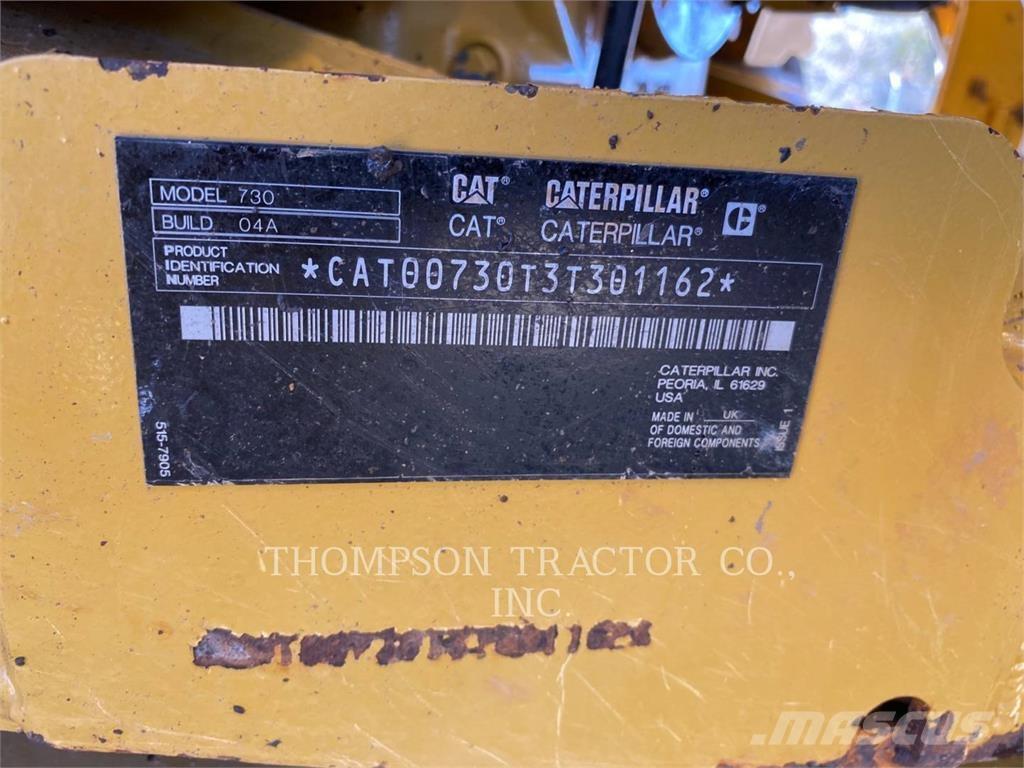 MODEL 730
BUILD 04A
CAT® CATERPILLAR®
CAT® CATERPILLAR® E®
PRODUCT
IDENTIFICATION
NUMBER
*CAT00730T3T301162*
CATERPILLAR INC.
PEORIA, IL 61629
USA
MADE IN UK
OF DOMESTIC AND
FOREIGN COMPONENTS
ISSUE 1
515-7905
THOMPSON TRACTOR CO.,
INC.
MASCUS